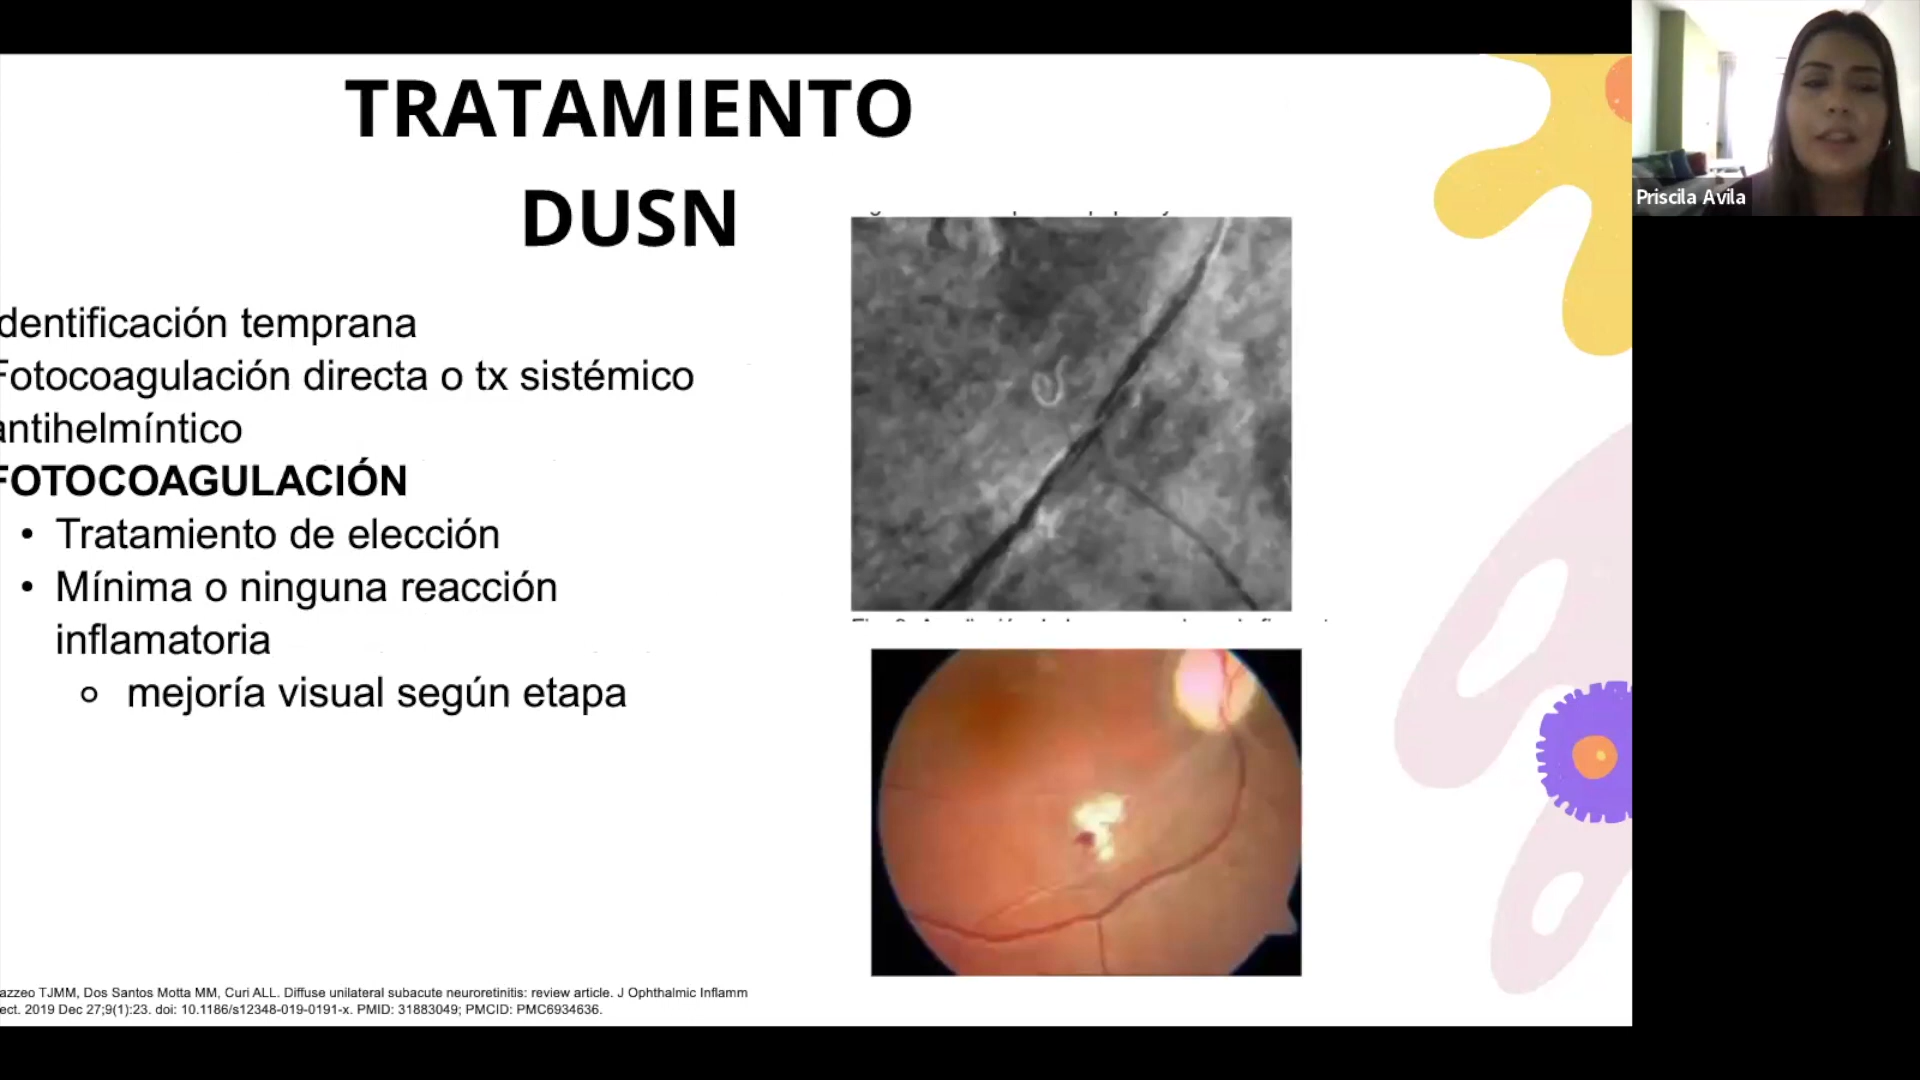 TRATAMIENTO
DUSN
dentificación temprana
Fotocoagulación directa o tx sistémico
antihelmíntico
FOTOCOAGULACIÓN
• Tratamiento de elección
• Mínima o ninguna reacción
inflamatoria
o mejoría visual según etapa
azzeo TJMM, Dos Santos Motta MM, Curi ALL. Diffuse unilateral subacute neuroretinitis: review article. J Ophthalmic Inflamm
ect. 2019 Dec 27;9(1):23. doi: 10.1186/s12348-019-0191-x. PMID: 31883049; PMCID: PMC6934636.
Priscila Avila